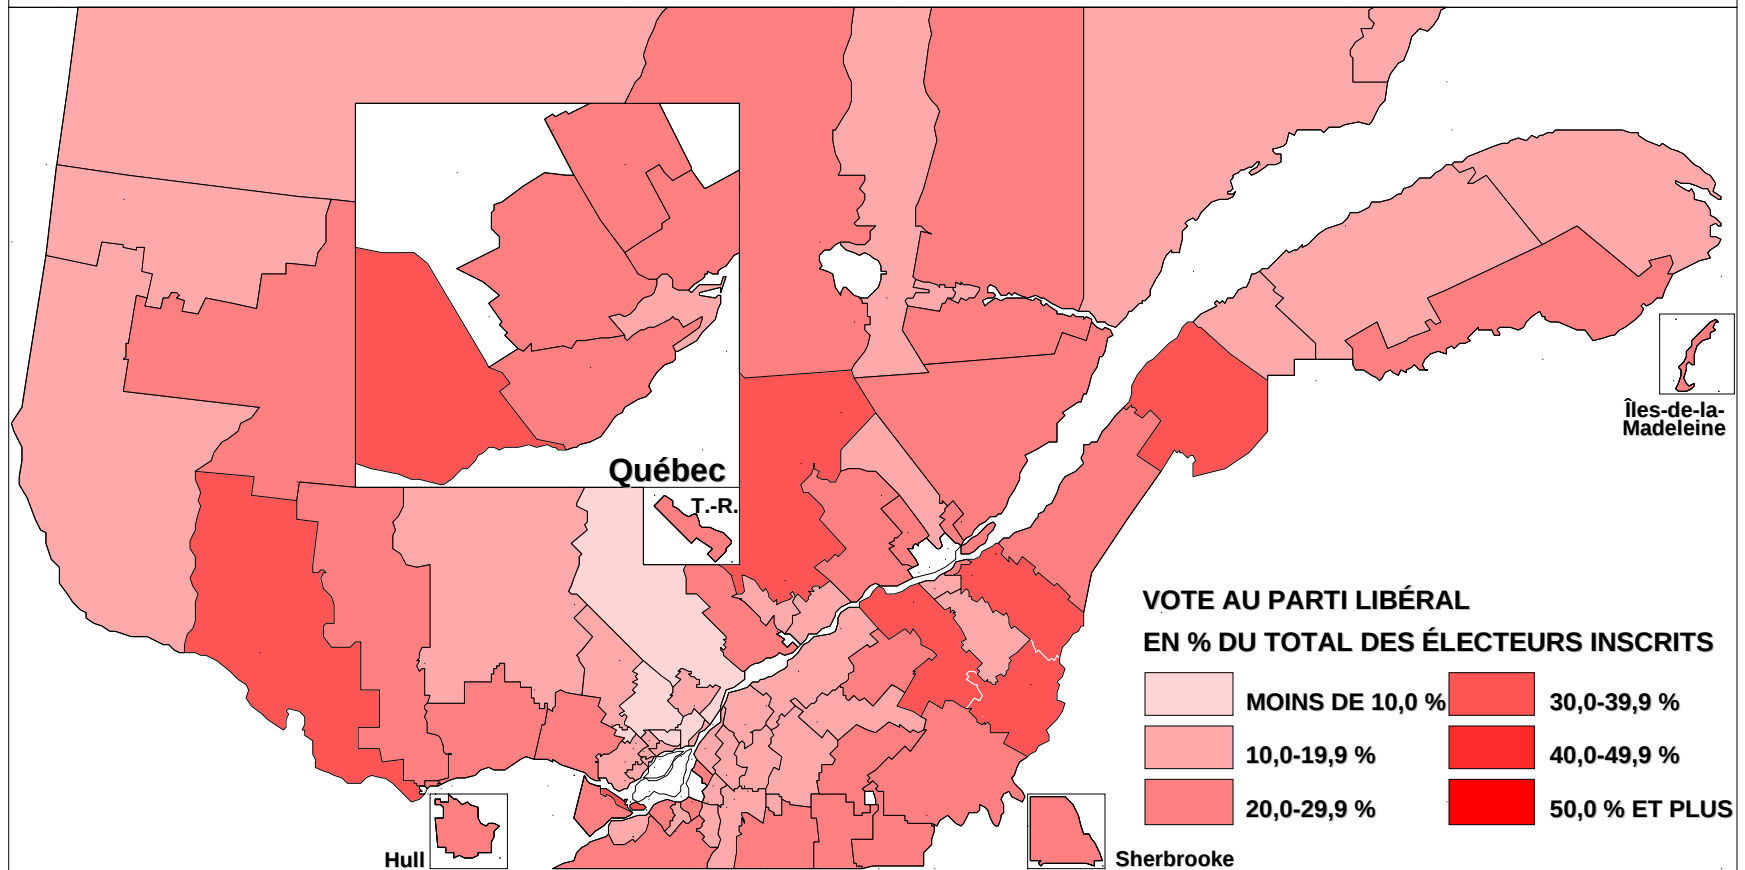 Québec
T.-R.
Îles-de-la-
Madeleine
VOTE AU PARTI LIBÉRAL
EN % DU TOTAL DES ÉLECTEURS INSCRITS
MOINS DE 10,0 %
30,0-39,9 %
10,0-19,9 %
40,0-49,9 %
20,0-29,9 %
50,0 % ET PLUS
Hull
Sherbrooke